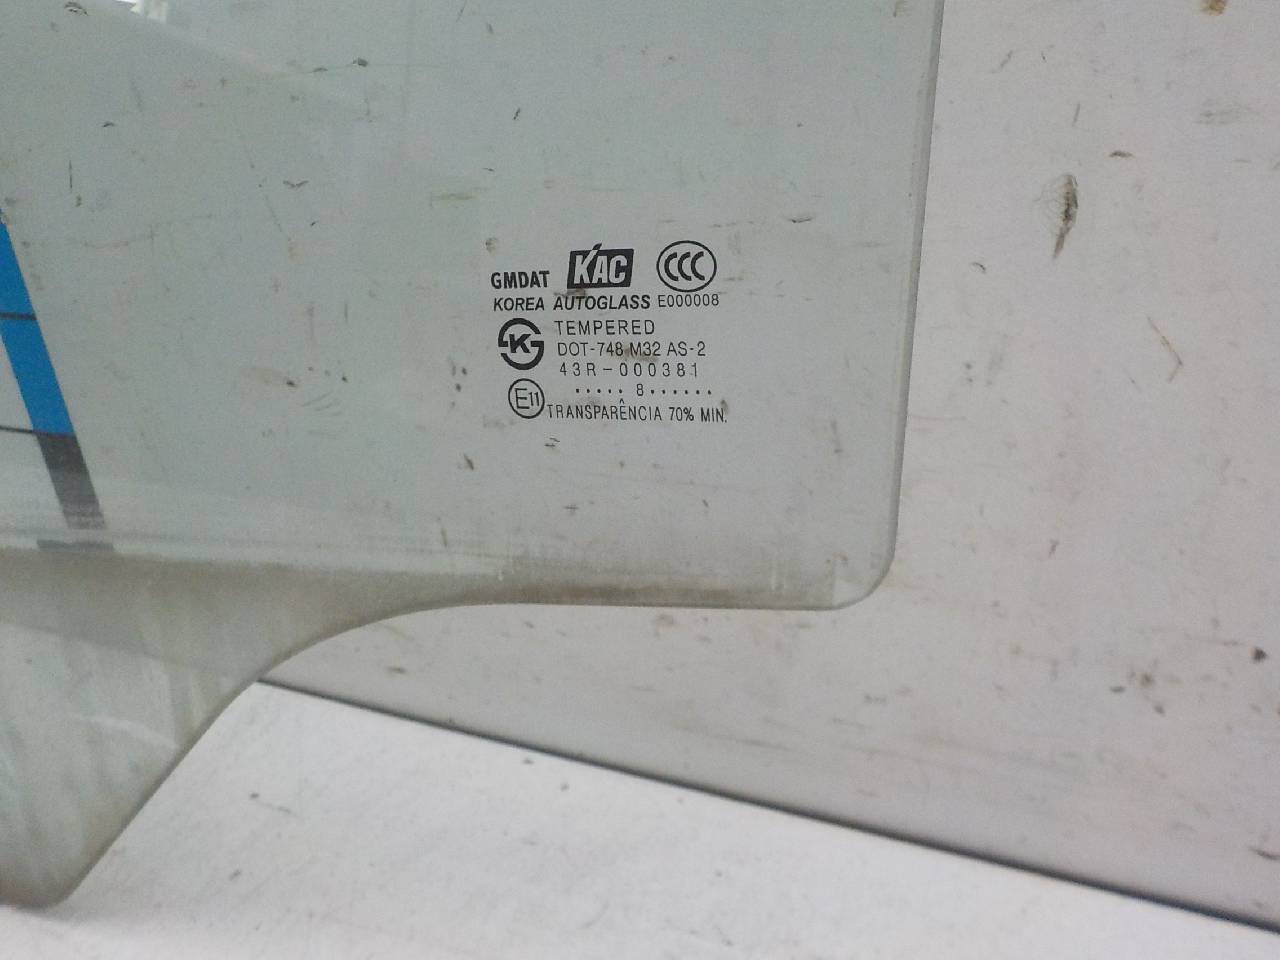 GMDAT KAC CCC
KOREA AUTOGLASS E000008
K TEMPERED
DOT-748 M32 AS-2
43R-000381
E11 ..... 8......
TRANSPARÊNCIA 70% MIN.